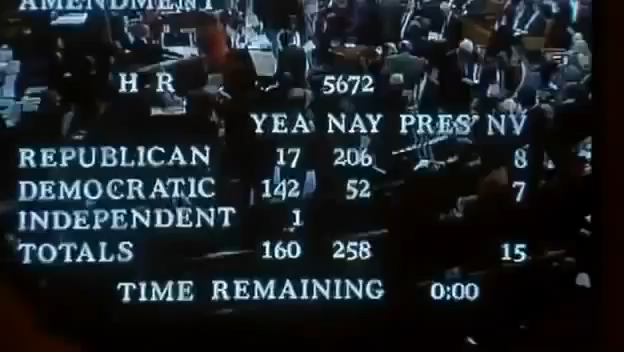 AMENDMENT
H R 5672
YEA NAY PRES NV
REPUBLICAN 17 206 8
DEMOCRATIC 142 52 7
INDEPENDENT 1
TOTALS 160 258 15
TIME REMAINING 0:00